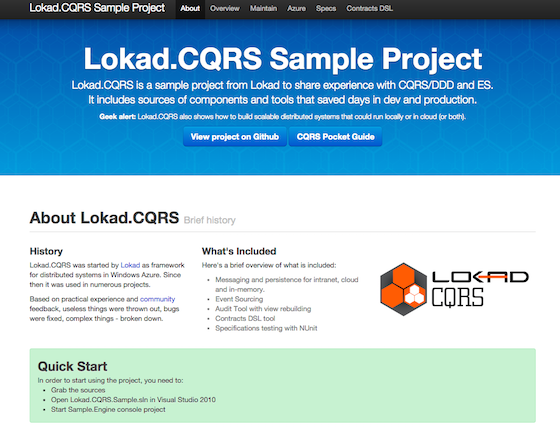 Lokad.CQRS Sample Project About Overview Maintain Azure Specs Contracts DSL
Lokad.CQRS Sample Project
Lokad.CQRS is a sample project from Lokad to share experience with CQRS/DDD and ES.
It includes sources of components and tools that saved days in dev and production.
Geek alert: Lokad.CQRS also shows how to build scalable distributed systems that could run locally or in cloud (or both).
View project on Github CQRS Pocket Guide
About Lokad.CQRS Brief history
History
Lokad.CQRS was started by Lokad as framework
for distributed systems in Windows Azure. Since
then it was used in numerous projects.
Based on practical experience and community
feedback, useless things were thrown out, bugs
were fixed, complex things - broken down.
What's Included
Here's a brief overview of what is included:
Messaging and persistence for intranet, cloud
and in-memory.
Event Sourcing
Audit Tool with view rebuilding
Contracts DSL tool
Specifications testing with NUnit
LOKAD
CQRS
Quick Start
In order to start using the project, you need to:
Grab the sources
Open Lokad.CQRS.Sample.sln in Visual Studio 2010
Start Sample.Engine console project